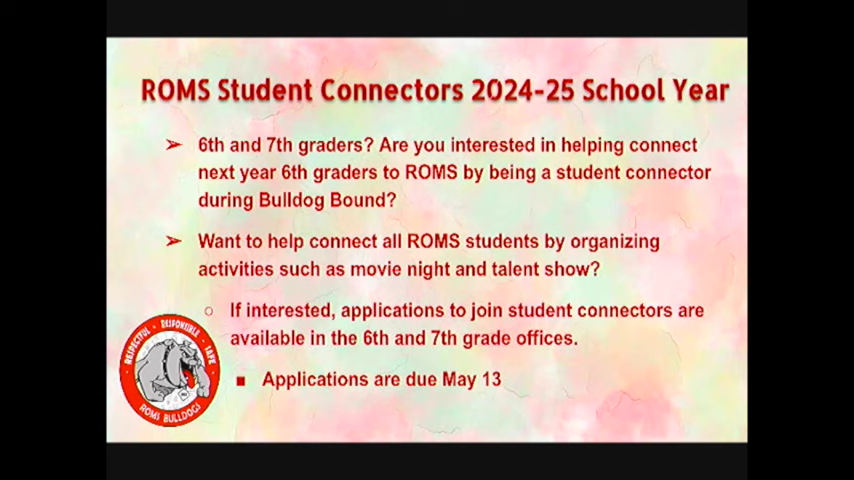 ROMS Student Connectors 2024-25 School Year
➤ 6th and 7th graders? Are you interested in helping connect
next year 6th graders to ROMS by being a student connector
during Bulldog Bound?
➤ Want to help connect all ROMS students by organizing
activities such as movie night and talent show?
○ If interested, applications to join student connectors are
available in the 6th and 7th grade offices.
■ Applications are due May 13
RESPECTFUL · RESPONSIBLE · SAFE
ROMS BULLDOGS